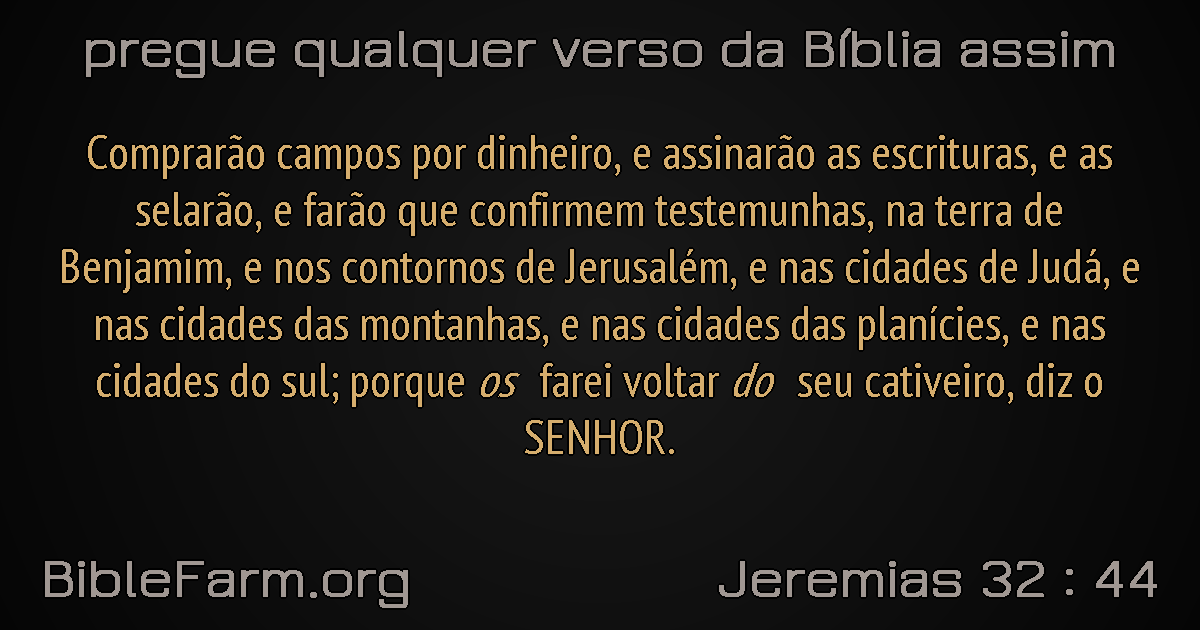 pregue qualquer verso da Bíblia assim
Comprarão campos por dinheiro, e assinarão as escrituras, e as
selarão, e farão que confirmem testemunhas, na terra de
Benjamim, e nos contornos de Jerusalém, e nas cidades de Judá, e
nas cidades das montanhas, e nas cidades das planícies, e nas
cidades do sul; porque os farei voltar do seu cativeiro, diz o
SENHOR.
BibleFarm.org
Jeremias 32 : 44